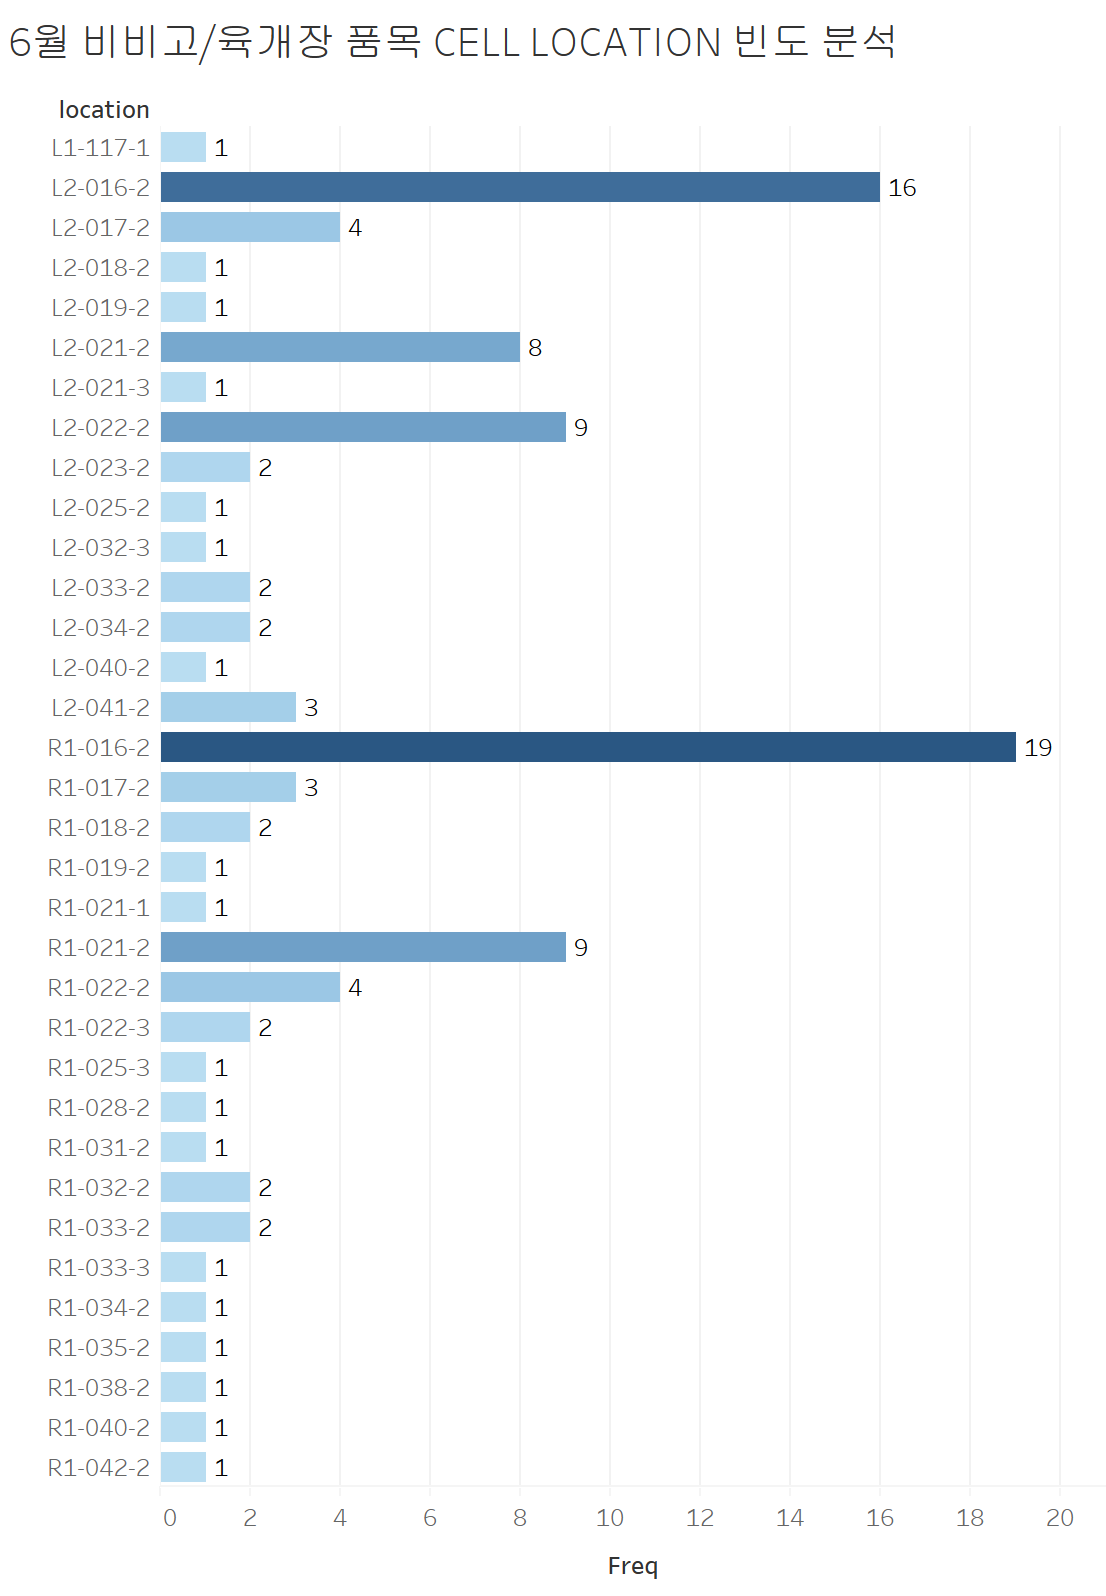 6월 비비고/육개장 품목 CELL LOCATION 빈도 분석
location
L1-117-1 1
L2-016-2 16
L2-017-2 4
L2-018-2 1
L2-019-2 1
L2-021-2 8
L2-021-3 1
L2-022-2 9
L2-023-2 2
L2-025-2 1
L2-032-3 1
L2-033-2 2
L2-034-2 2
L2-040-2 1
L2-041-2 3
R1-016-2 19
R1-017-2 3
R1-018-2 2
R1-019-2 1
R1-021-1 1
R1-021-2 9
R1-022-2 4
R1-022-3 2
R1-025-3 1
R1-028-2 1
R1-031-2 1
R1-032-2 2
R1-033-2 2
R1-033-3 1
R1-034-2 1
R1-035-2 1
R1-038-2 1
R1-040-2 1
R1-042-2 1
0 2 4 6 8 10 12 14 16 18 20
Freq